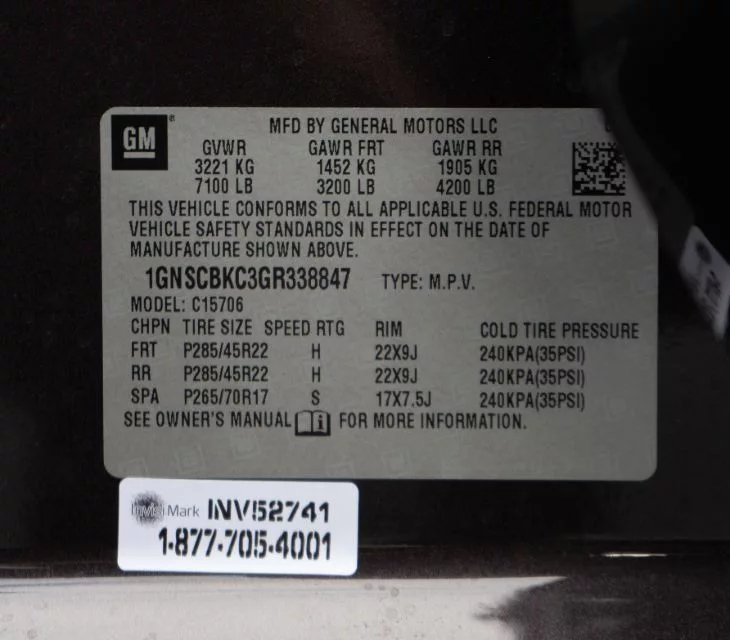 GM
MFD BY GENERAL MOTORS LLC
GVWR GAWR FRT GAWR RR
3221 KG 1452 KG 1905 KG
7100 LB 3200 LB 4200 LB
THIS VEHICLE CONFORMS TO ALL APPLICABLE U.S. FEDERAL MOTOR
VEHICLE SAFETY STANDARDS IN EFFECT ON THE DATE OF
MANUFACTURE SHOWN ABOVE.
1GNSCBKC3GR338847 TYPE: M.P.V.
MODEL: C15706
CHPN TIRE SIZE SPEED RTG RIM COLD TIRE PRESSURE
FRT P285/45R22 H 22X9J 240KPA(35PSI)
RR P285/45R22 H 22X9J 240KPA(35PSI)
SPA P265/70R17 S 17X7.5J 240KPA(35PSI)
SEE OWNER'S MANUAL i FOR MORE INFORMATION.
Mark INV52741
1-877-705-4001